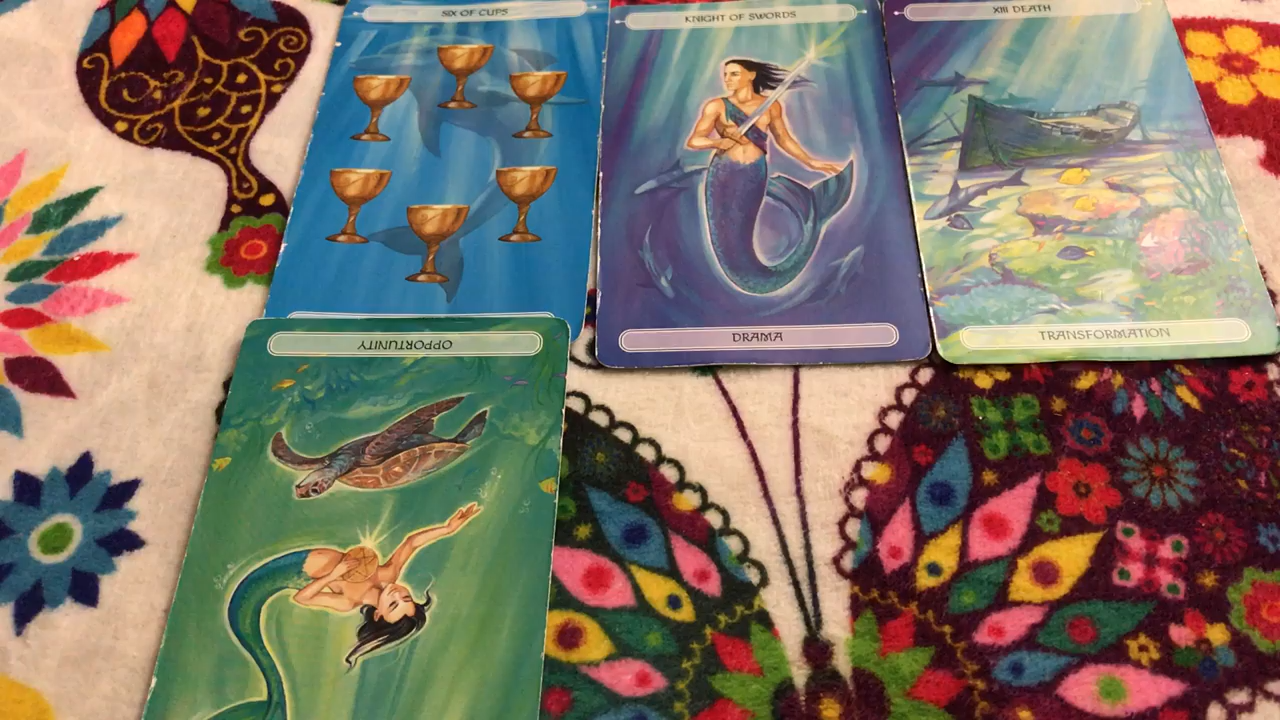 SIX OF CUPS
KNIGHT OF SWORDS
XIII DEATH
DRAMA
TRANSFORMATION
OPPORTUNITY